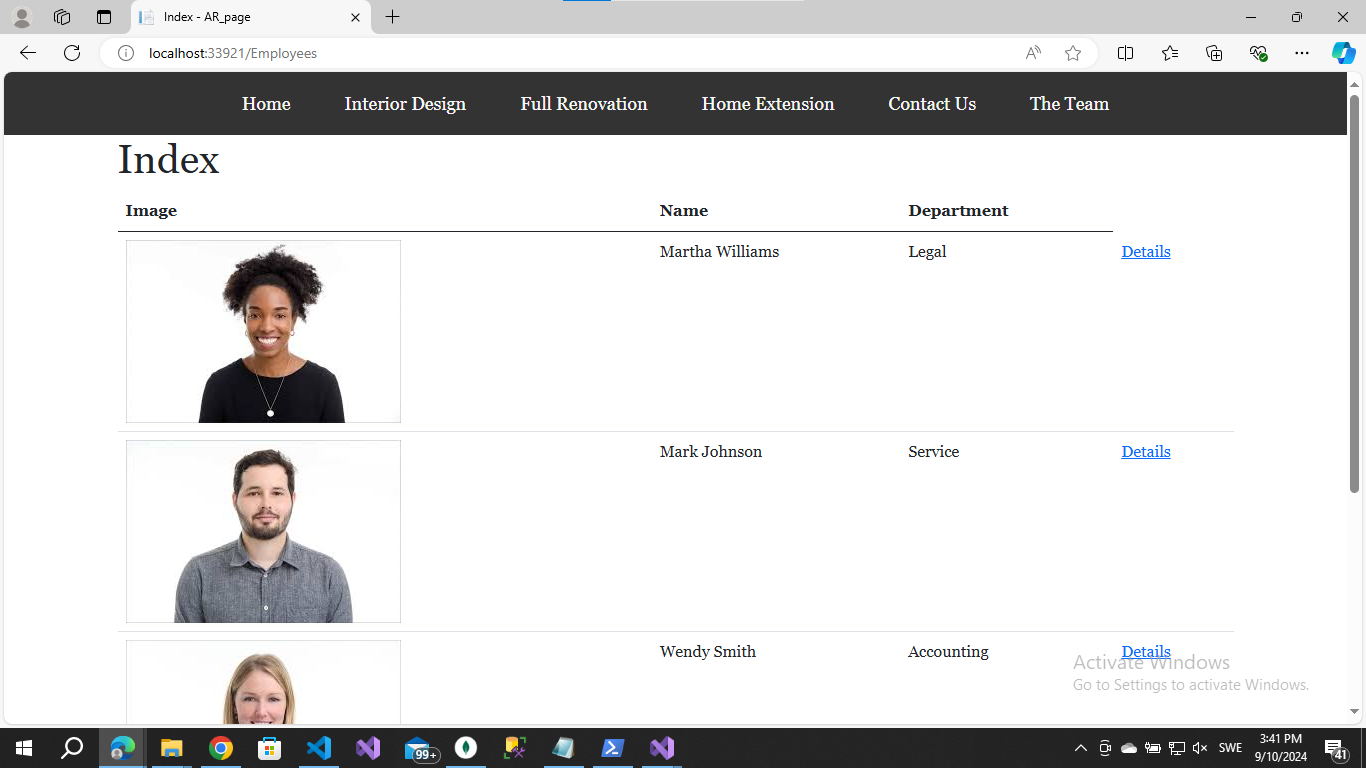 Index - AR_page
localhost:33921/Employees
Home Interior Design Full Renovation Home Extension Contact Us The Team
Index
Image Name Department
Martha Williams Legal Details
Mark Johnson Service Details
Wendy Smith Accounting Details
Activate Windows
Go to Settings to activate Windows.
99+
SWE
3:41 PM
9/10/2024
41